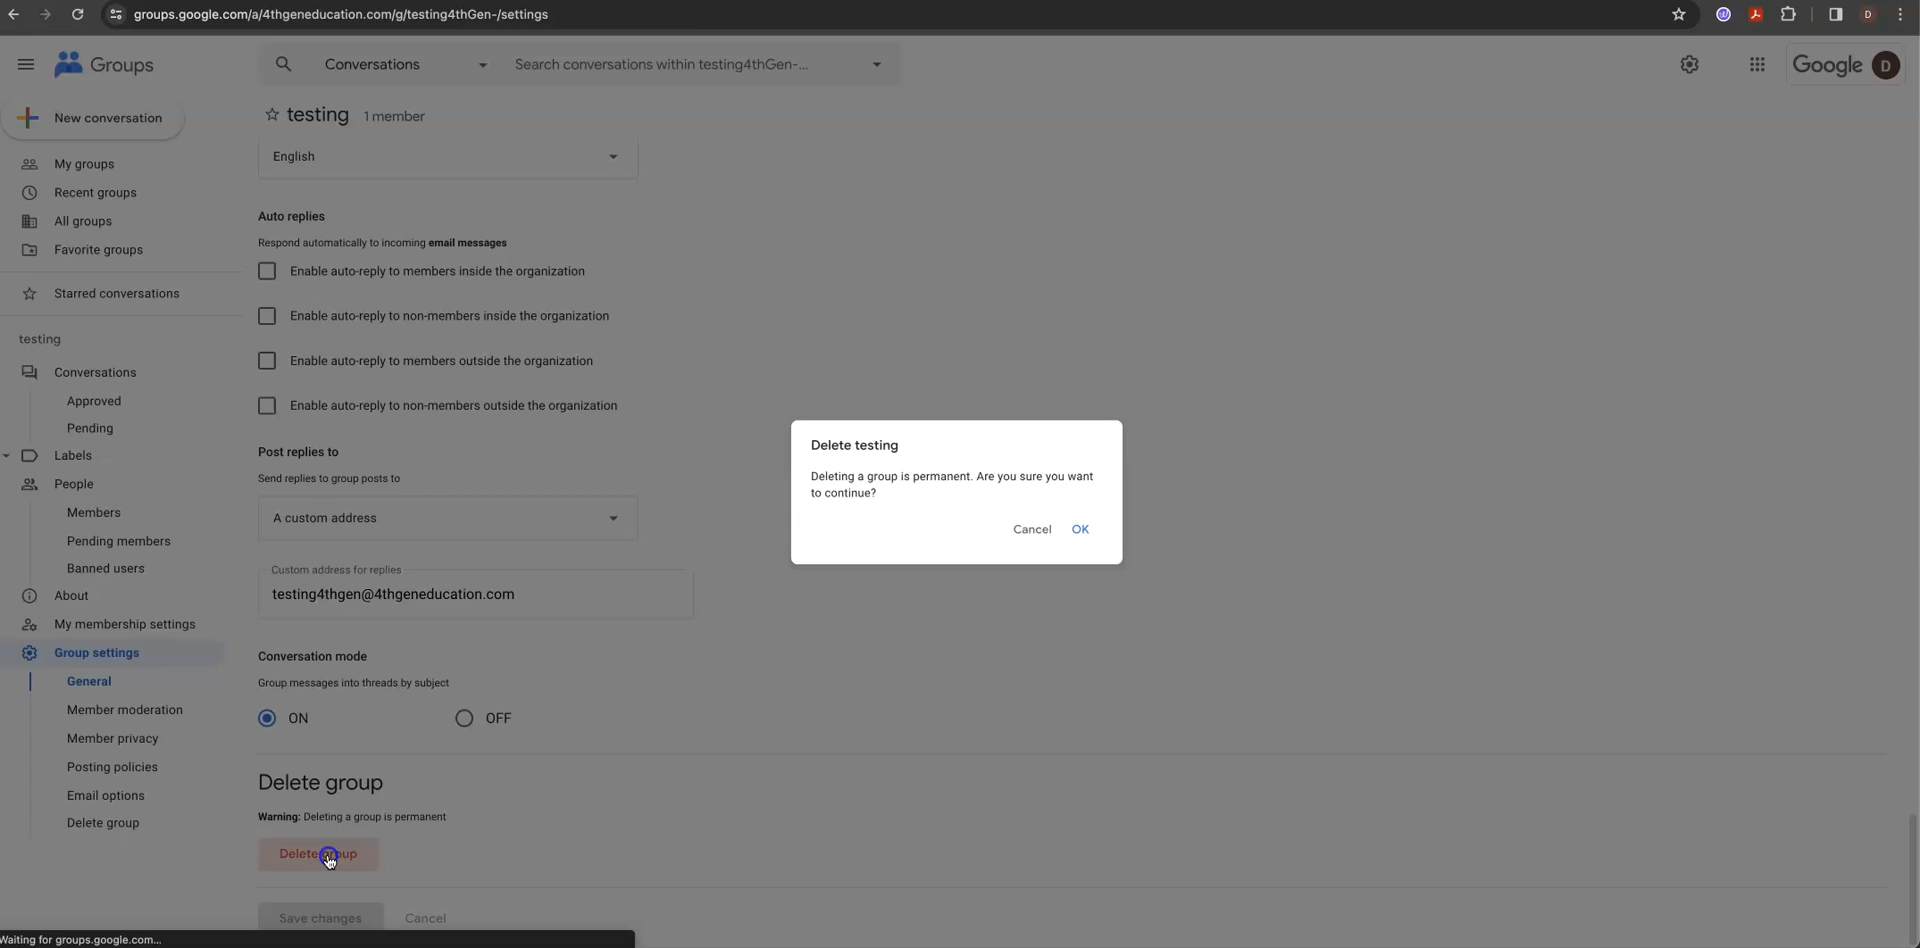 groups.google.com/a/4thgeneducation.com/g/testing4thGen-/settings
D
Groups
Conversations
Search conversations within testing4thGen-...
Google
D
New conversation
My groups
Recent groups
All groups
Favorite groups
Starred conversations
testing
Conversations
Approved
Pending
Labels
People
Members
Pending members
Banned users
About
My membership settings
Group settings
General
Member moderation
Member privacy
Posting policies
Email options
Delete group
testing 1 member
English
Auto replies
Respond automatically to incoming email messages
Enable auto-reply to members inside the organization
Enable auto-reply to non-members inside the organization
Enable auto-reply to members outside the organization
Enable auto-reply to non-members outside the organization
Post replies to
Send replies to group posts to
A custom address
Custom address for replies
testing4thgen@4thgeneducation.com
Conversation mode
Group messages into threads by subject
ON OFF
Delete group
Warning: Deleting a group is permanent
Delete group
Save changes Cancel
Delete testing
Deleting a group is permanent. Are you sure you want
to continue?
Cancel OK
Waiting for groups.google.com...